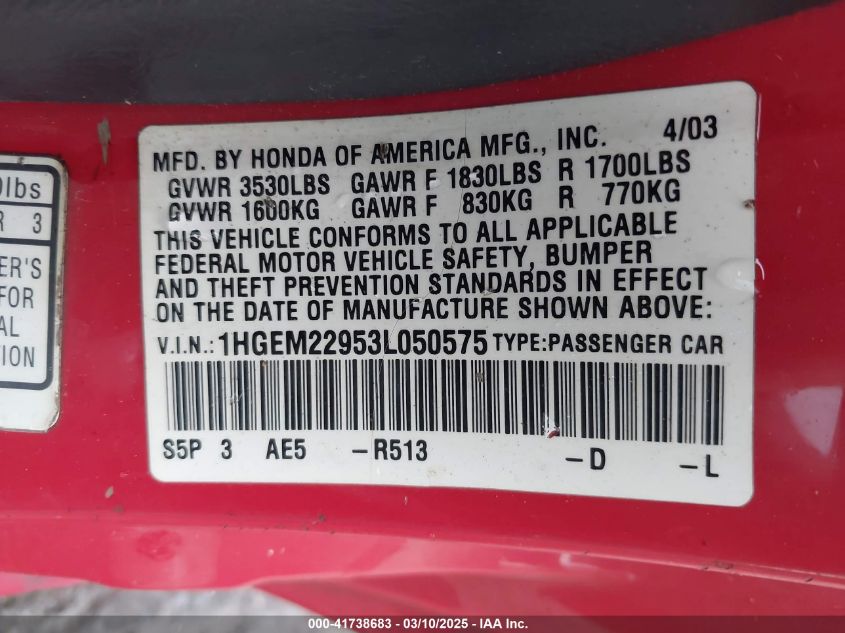 0lbs
R 3
ER'S
FOR
AL
TION
MFD. BY HONDA OF AMERICA MFG., INC. 4/03
GVWR 3530LBS GAWR F 1830LBS R 1700LBS
GVWR 1600KG GAWR F 830KG R 770KG
THIS VEHICLE CONFORMS TO ALL APPLICABLE
FEDERAL MOTOR VEHICLE SAFETY, BUMPER
AND THEFT PREVENTION STANDARDS IN EFFECT
ON THE DATE OF MANUFACTURE SHOWN ABOVE:
V.I.N.:1HGEM22953L050575 TYPE:PASSENGER CAR
S5P 3 AE5 -R513 -D -L
000-41738683 - 03/10/2025 - IAA Inc.